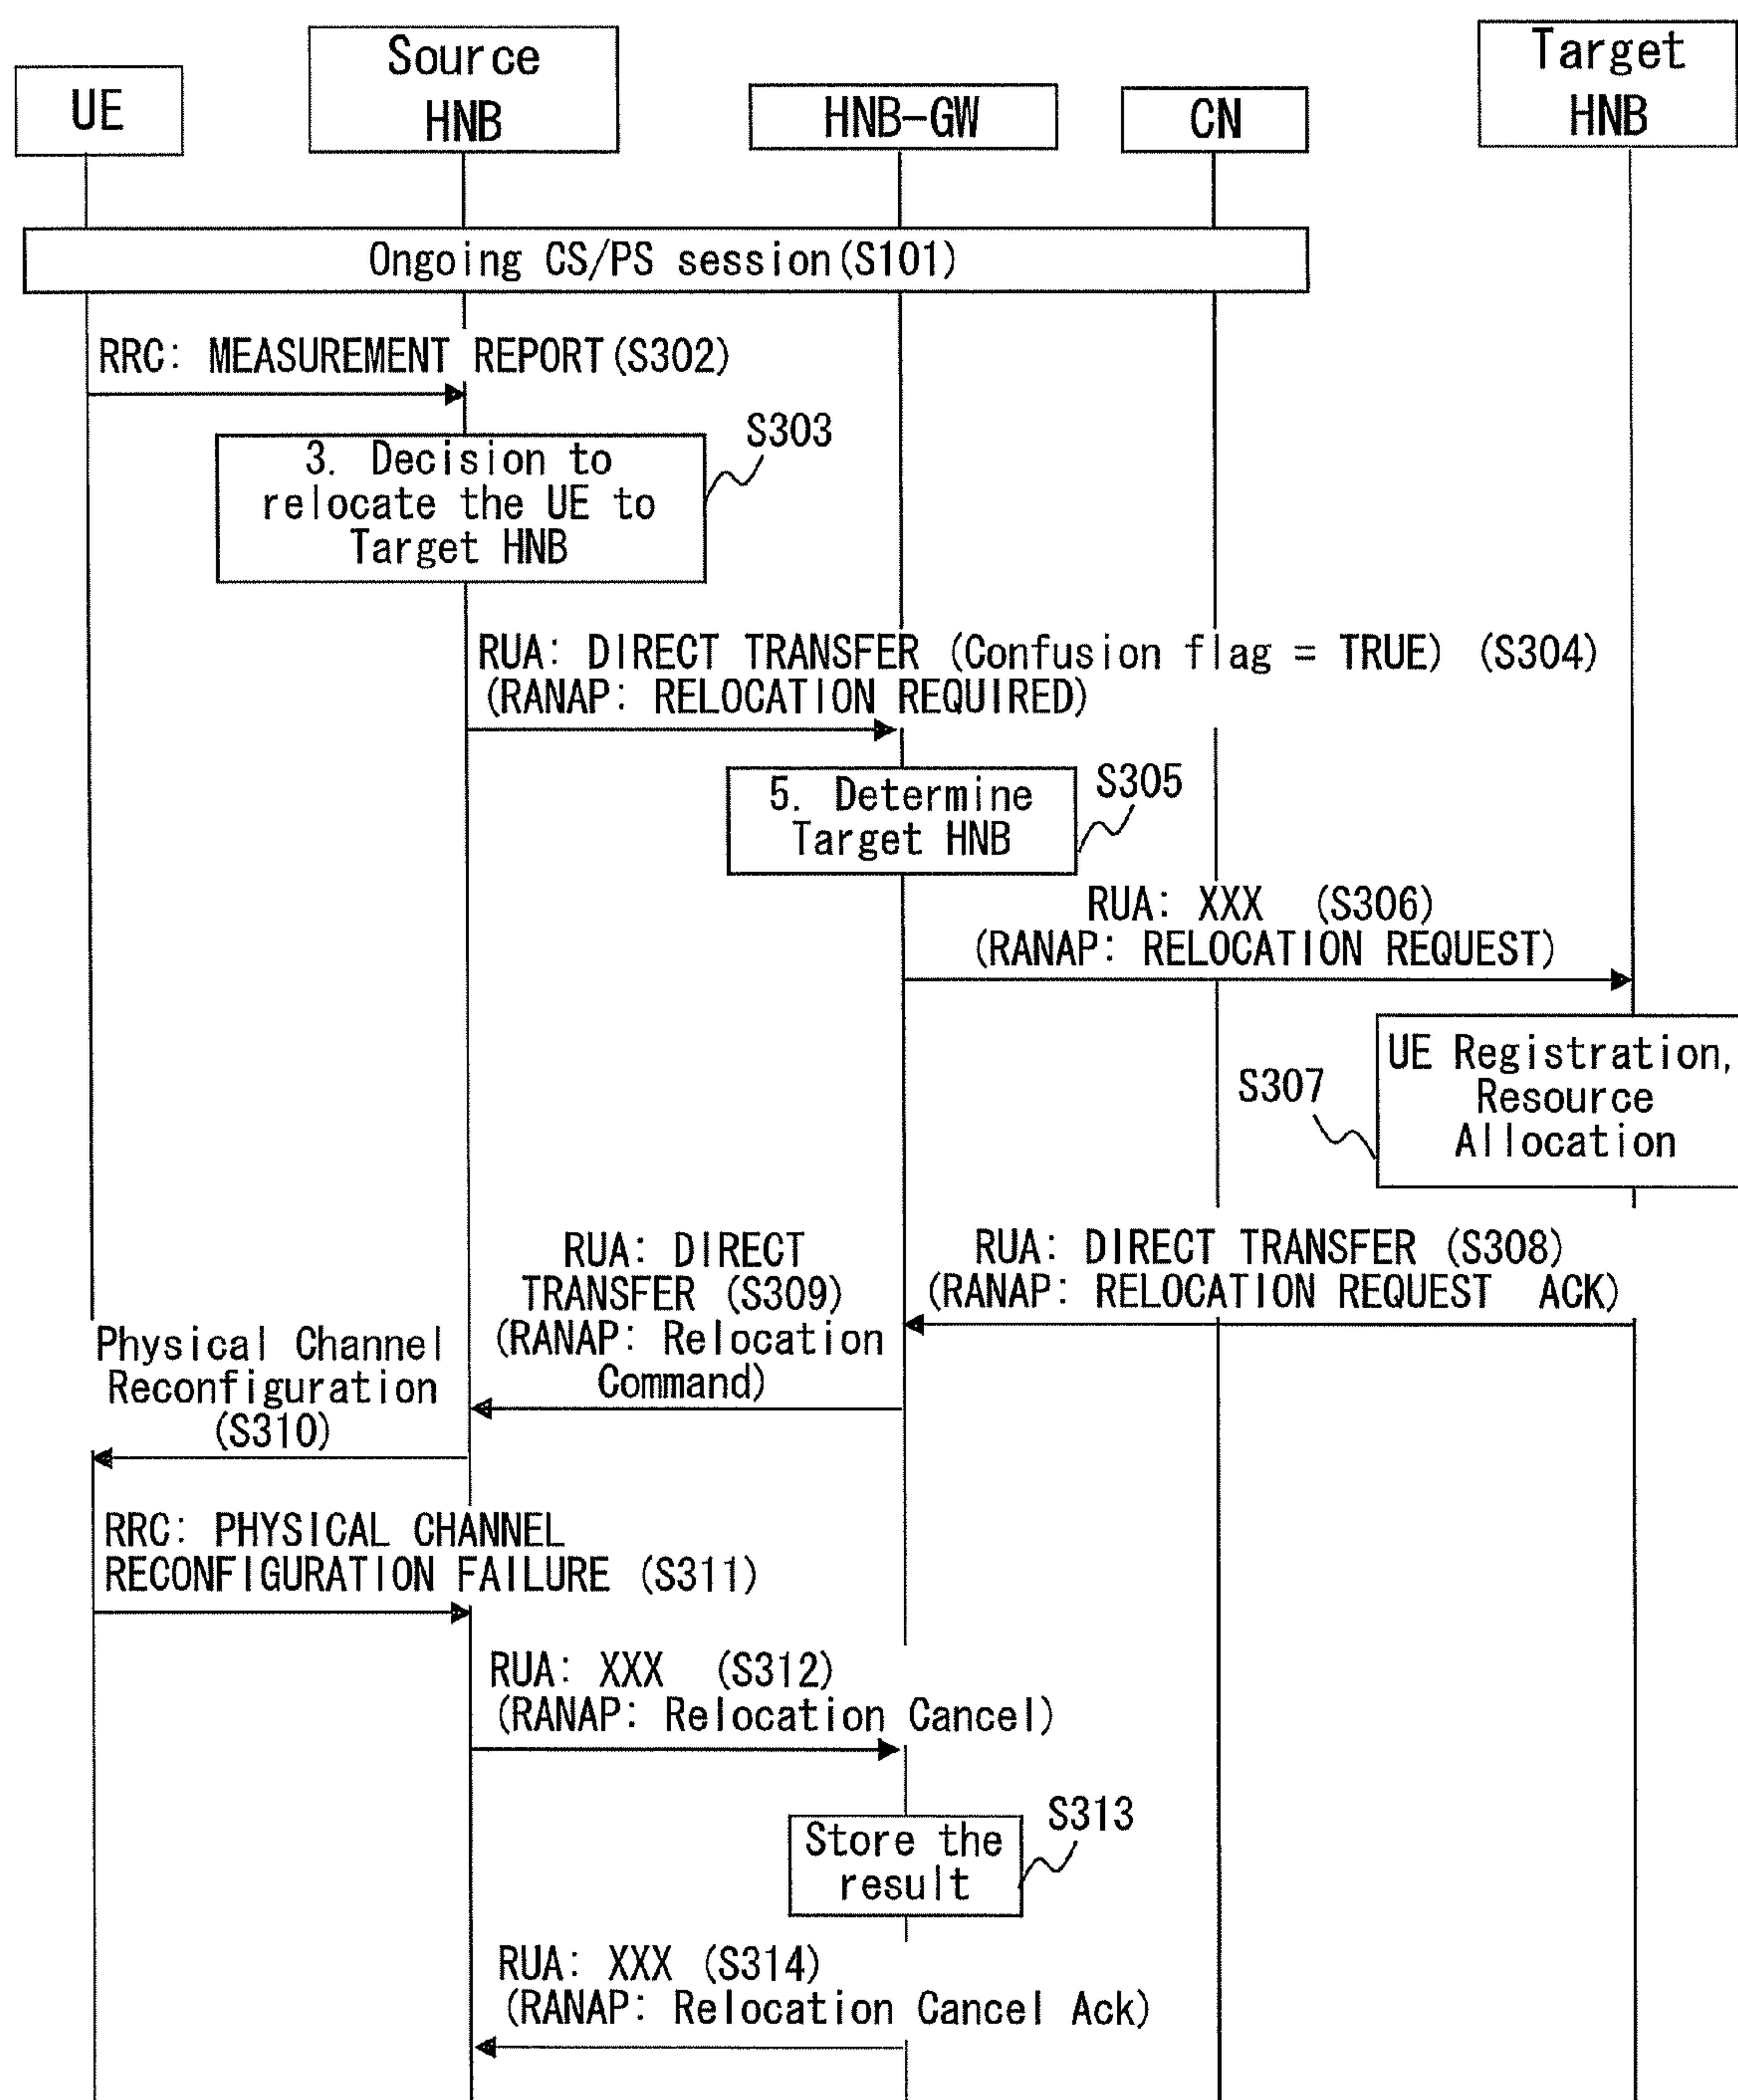 UE
Source
HNB
HNB-GW
CN
Target
HNB
Ongoing CS/PS session(S101)
RRC: MEASUREMENT REPORT(S302)
S303
3. Decision to
relocate the UE to
Target HNB
RUA: DIRECT TRANSFER (Confusion flag = TRUE) (S304)
(RANAP: RELOCATION REQUIRED)
5. Determine
Target HNB
S305
RUA: XXX (S306)
(RANAP: RELOCATION REQUEST)
UE Registration,
Resource
Allocation
S307
RUA: DIRECT TRANSFER (S308)
(RANAP: RELOCATION REQUEST ACK)
RUA: DIRECT
TRANSFER (S309)
(RANAP: Relocation
Command)
Physical Channel
Reconfiguration
(S310)
RRC: PHYSICAL CHANNEL
RECONFIGURATION FAILURE (S311)
RUA: XXX (S312)
(RANAP: Relocation Cancel)
S313
Store the
result
RUA: XXX (S314)
(RANAP: Relocation Cancel Ack)